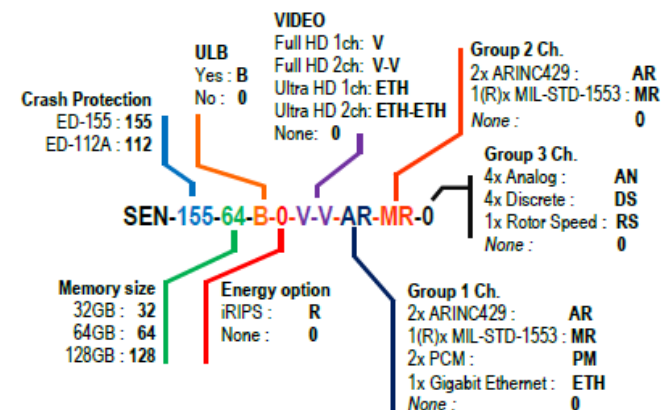 VIDEO
Full HD 1ch: V
Full HD 2ch: V-V
Ultra HD 1ch: ETH
Ultra HD 2ch: ETH-ETH
None: 0
ULB
Yes : B
No : 0
Crash Protection
ED-155 : 155
ED-112A : 112
Group 2 Ch.
2x ARINC429 : AR
1(R)x MIL-STD-1553 : MR
None : 0
Group 3 Ch.
4x Analog : AN
4x Discrete : DS
1x Rotor Speed : RS
None : 0
SEN-155-64-B-0-V-V-AR-MR-0
Memory size
32GB : 32
64GB : 64
128GB : 128
Energy option
iRIPS : R
None : 0
Group 1 Ch.
2x ARINC429 : AR
1(R)x MIL-STD-1553 : MR
2x PCM : PM
1x Gigabit Ethernet : ETH
None : 0